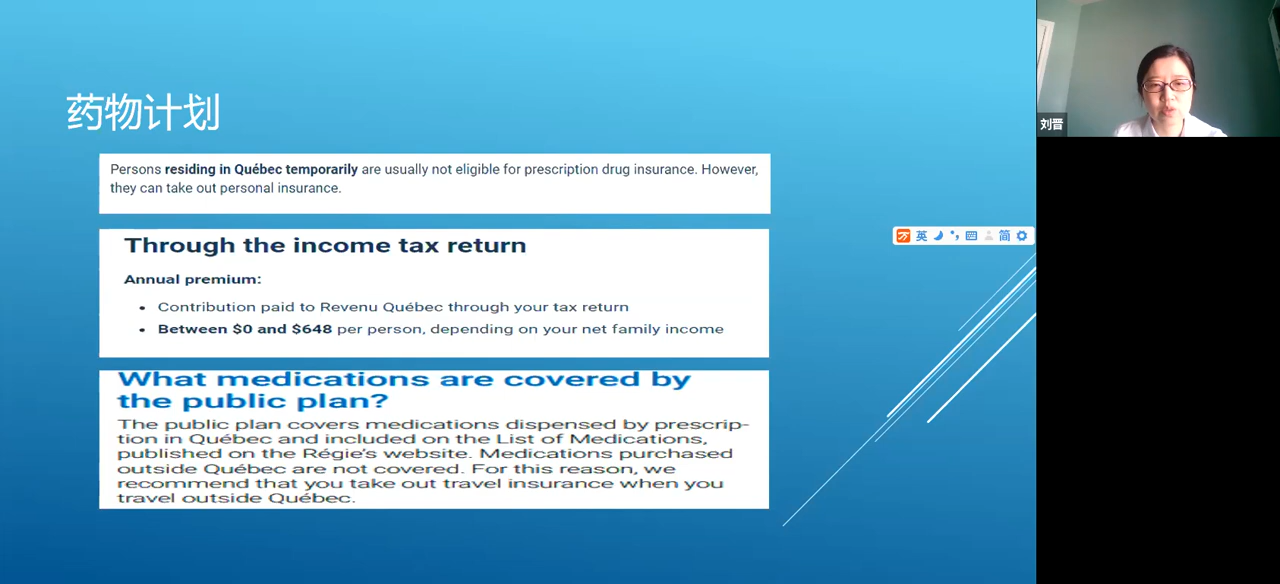 药物计划
Persons residing in Québec temporarily are usually not eligible for prescription drug insurance. However,
they can take out personal insurance.
Through the income tax return
Annual premium:
• Contribution paid to Revenu Québec through your tax return
• Between $0 and $648 per person, depending on your net family income
What medications are covered by
the public plan?
The public plan covers medications dispensed by prescrip-
tion in Québec and included on the List of Medications,
published on the Régie's website. Medications purchased
outside Québec are not covered. For this reason, we
recommend that you take out travel insurance when you
travel outside Québec.
刘晋
英 简